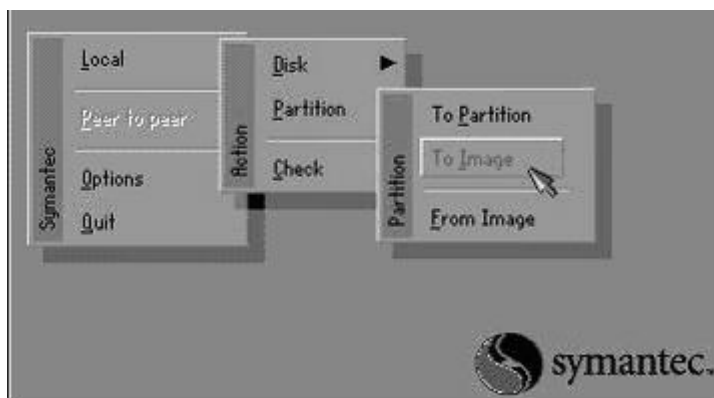 Symantec
Local
Peer to peer
Options
Quit
Action
Disk
Partition
Check
Partition
To Partition
To Image
From Image
symantec.